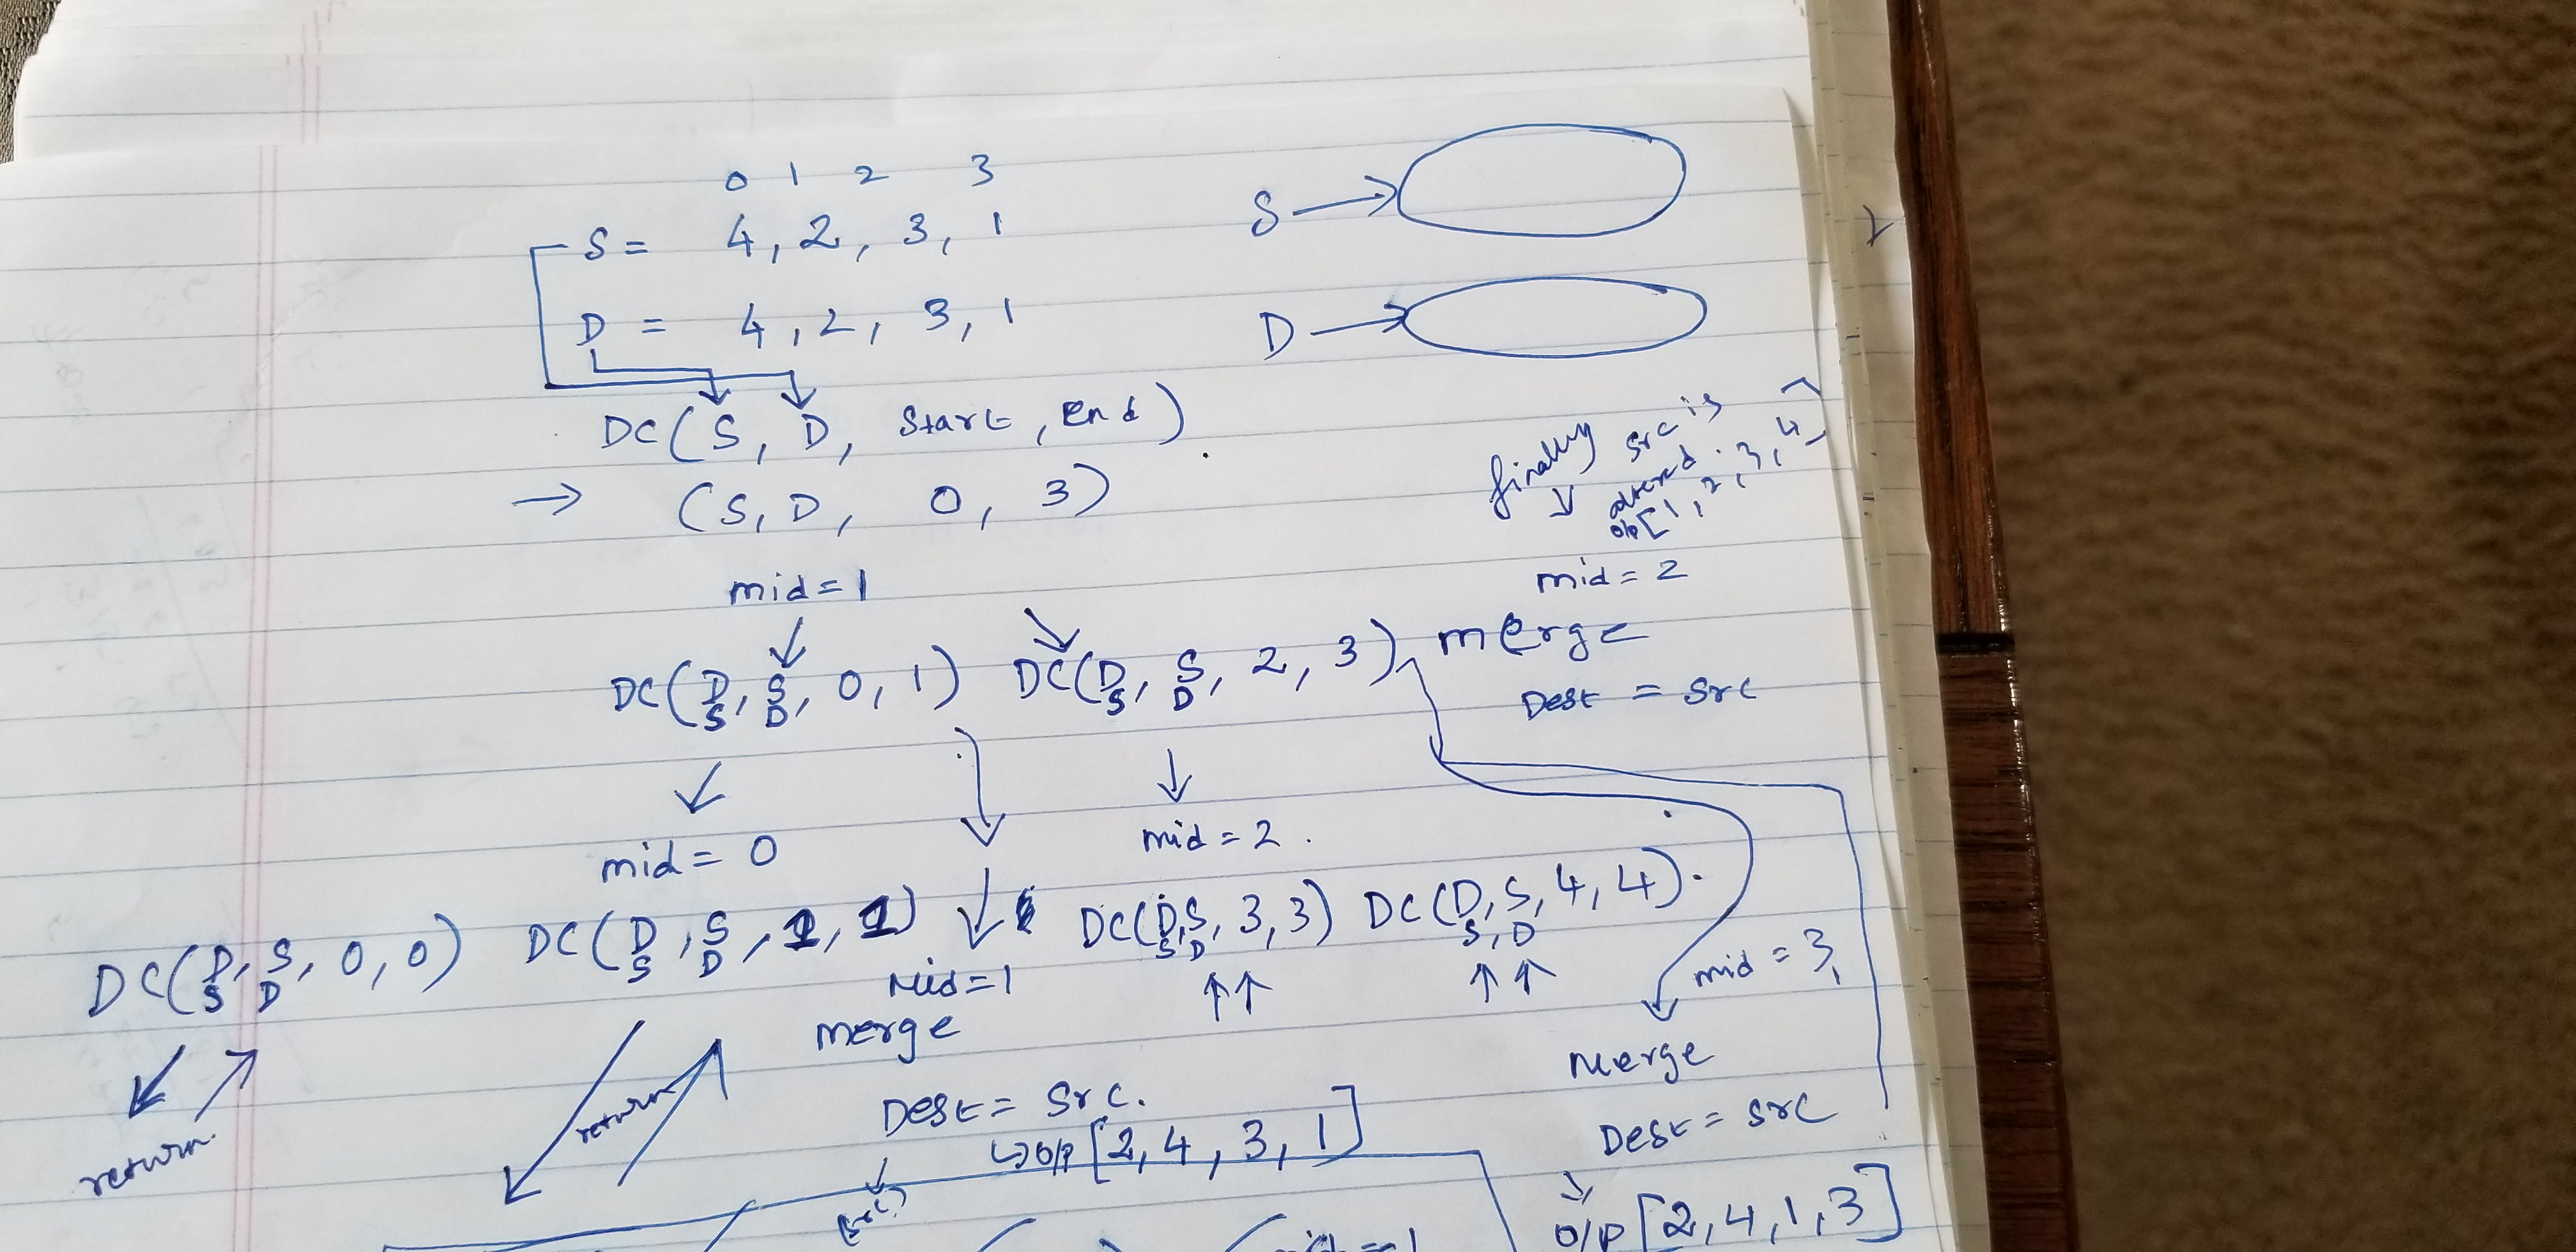 0 1 2 3
S = 4, 2, 3, 1 S →
D = 4, 2, 3, 1 D →
DC(S, D, start, end)
→ (S, D, 0, 3)
finally src is
sorted.
o/p [1, 2, 3, 4]
mid = 1 mid = 2
DC(D, S, 0, 1) DC(D, S, 2, 3) merge
S D S D Dest = src
mid = 0 mid = 2.
DC(D, S, 0, 0) DC(D, S, 1, 1) DC(D, S, 3, 3) DC(D, S, 4, 4).
S D S D S, D S, D
Mid = 1 mid = 3,
merge Merge
return return Dest = src. Dest = src
↳ o/p [2, 4, 3, 1]
o/p [2, 4, 1, 3]